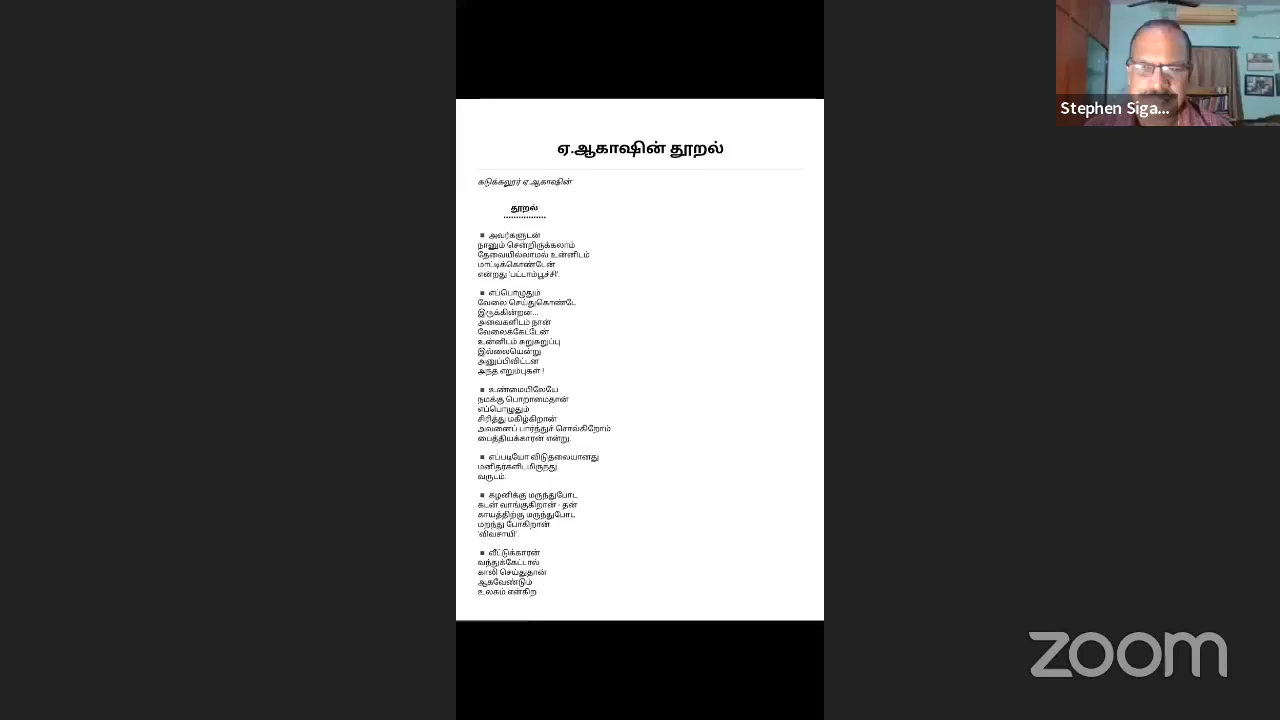 ஏ.ஆகாஷின் தூறல்
கடுக்கலூர் ஏ.ஆகாஷின்
தூறல்
▪ அவர்களுடன்
நானும் சென்றிருக்கலாம்
தேவையில்லாமல் உன்னிடம்
மாட்டிக்கொண்டேன்
என்றது 'பட்டாம்பூச்சி'.
▪ எப்பொழுதும்
வேலை செய்துகொண்டே
இருக்கின்றன...
அவைகளிடம் நான்
வேலைக்கேட்டேன்
உன்னிடம் சுறுசுறுப்பு
இல்லையென்று
அனுப்பிவிட்டன
அந்த எறும்புகள் !
▪ உண்மையிலேயே
நமக்கு பொறாமைதான்
எப்பொழுதும்
சிரித்து மகிழ்கிறான்
அவனைப் பார்த்துச் சொல்கிறோம்
பைத்தியக்காரன் என்று.
▪ எப்படியோ விடுதலையானது
மனிதர்களிடமிருந்து
வருடம்.
▪ கழனிக்கு மருந்துபோட
கடன் வாங்குகிறான் - தன்
காயத்திற்கு மருந்துபோட
மறந்து போகிறான்
'விவசாயி'.
▪ வீட்டுக்காரன்
வந்துக்கேட்டால்
காலி செய்துதான்
ஆகவேண்டும்
உலகம் என்கிற
Stephen Siga...
zoom